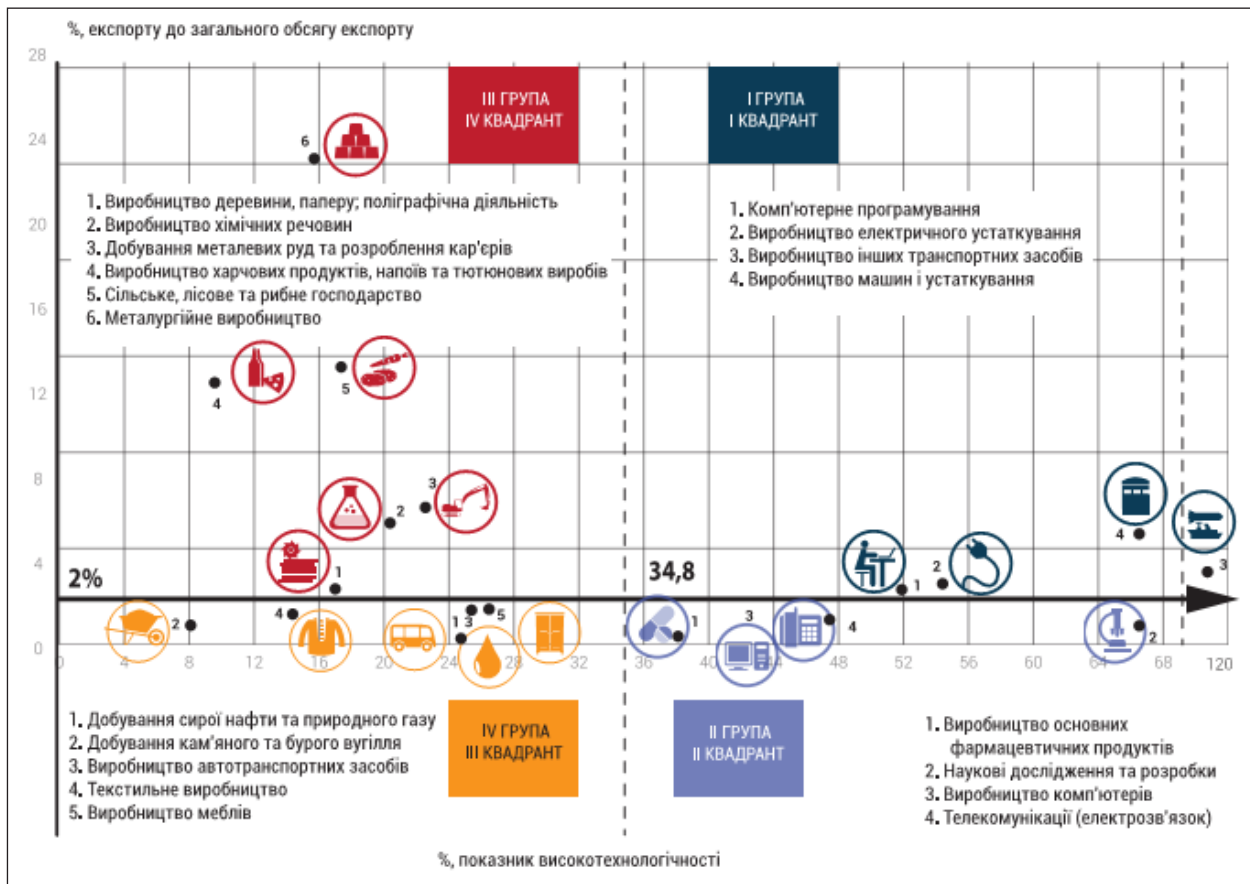 %, експорту до загального обсягу експорту
28
24
20
16
12
8
4
0
III ГРУПА
IV КВАДРАНТ
I ГРУПА
I КВАДРАНТ
6
1. Виробництво деревини, паперу; поліграфічна діяльність
2. Виробництво хімічних речовин
3. Добування металевих руд та розроблення кар'єрів
4. Виробництво харчових продуктів, напоїв та тютюнових виробів
5. Сільське, лісове та рибне господарство
6. Металургійне виробництво
1. Комп'ютерне програмування
2. Виробництво електричного устаткування
3. Виробництво інших транспортних засобів
4. Виробництво машин і устаткування
4
5
3
2
1
4
2
1
3
2%
34,8
2
4
1 3
5
1
3
4
2
0 4 8 12 16 20 24 28 32 36 40 44 48 52 56 60 64 68 120
1. Добування сирої нафти та природного газу
2. Добування кам'яного та бурого вугілля
3. Виробництво автотранспортних засобів
4. Текстильне виробництво
5. Виробництво меблів
IV ГРУПА
III КВАДРАНТ
II ГРУПА
II КВАДРАНТ
1. Виробництво основних
фармацевтичних продуктів
2. Наукові дослідження та розробки
3. Виробництво комп'ютерів
4. Телекомунікації (електрозв'язок)
%, показник високотехнологічності